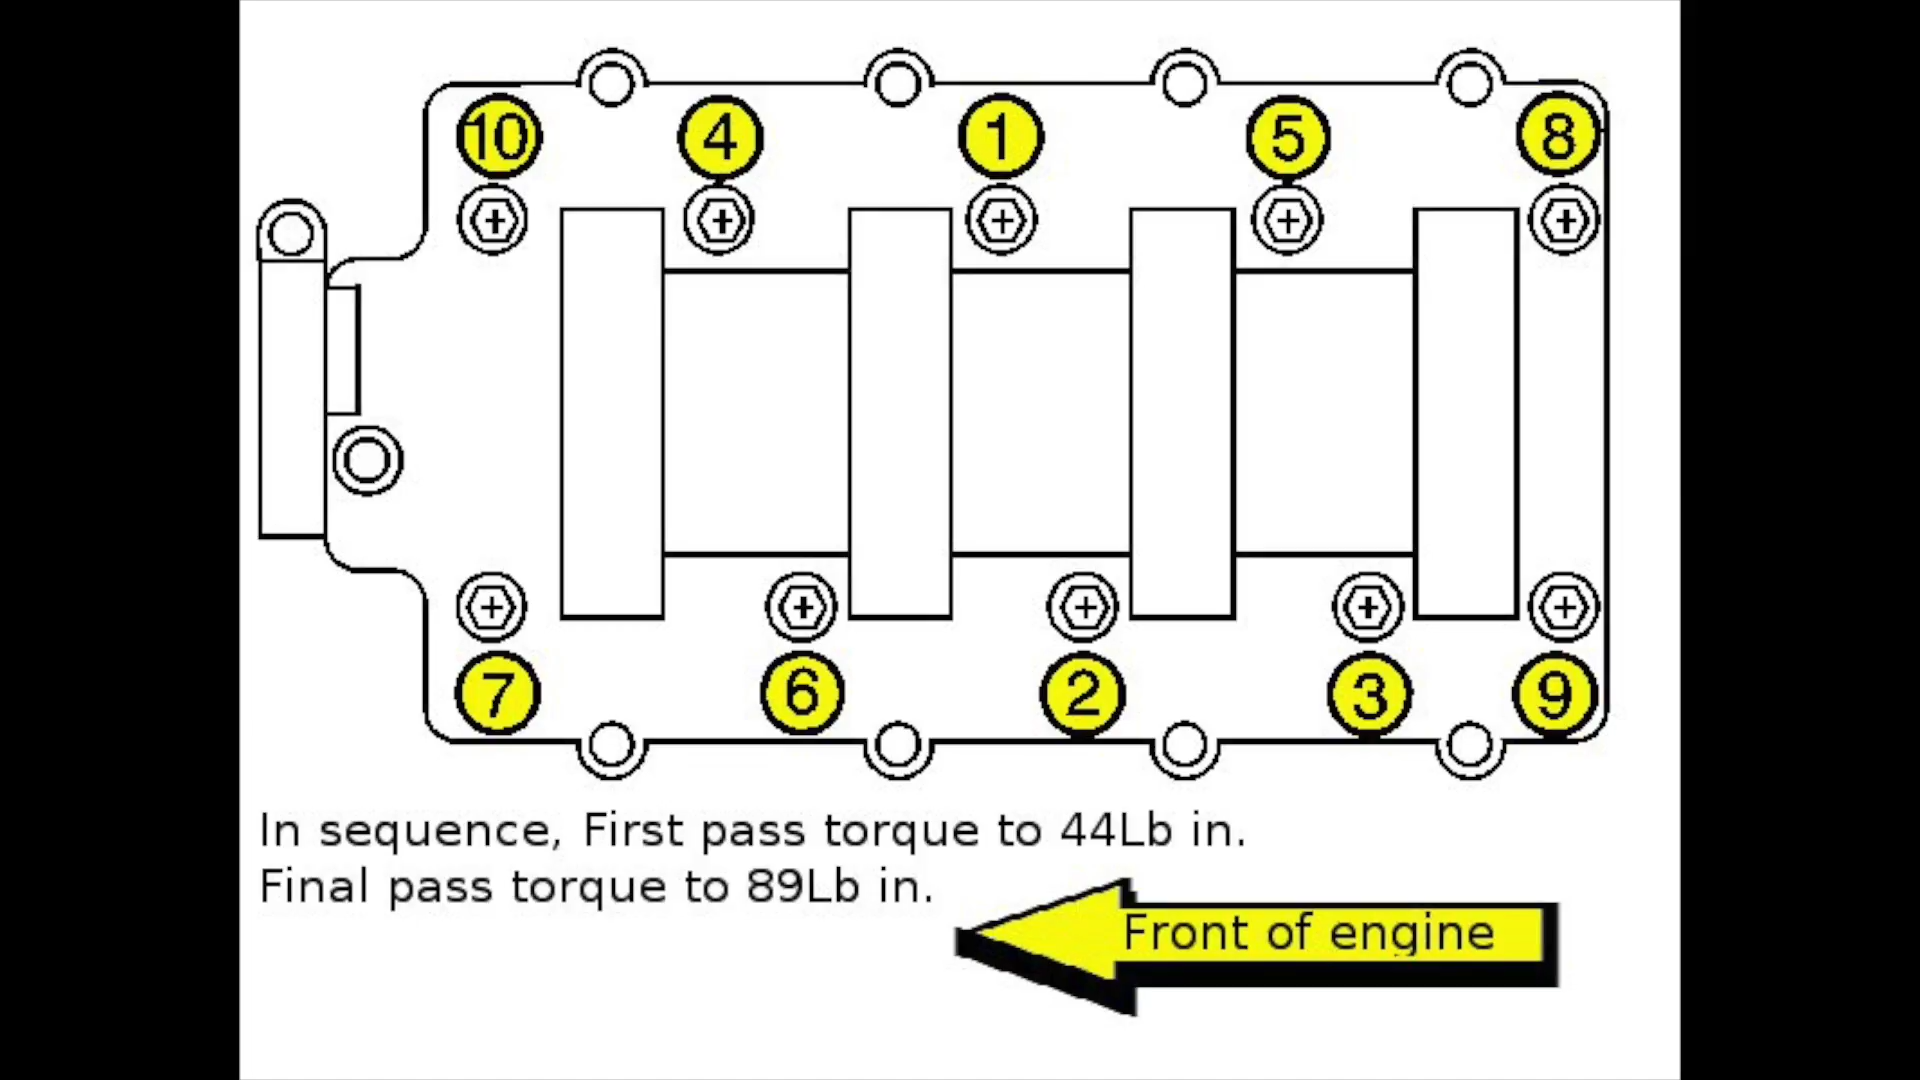 10 4 1 5 8
7 6 2 3 9
In sequence, First pass torque to 44Lb in.
Final pass torque to 89Lb in.
Front of engine